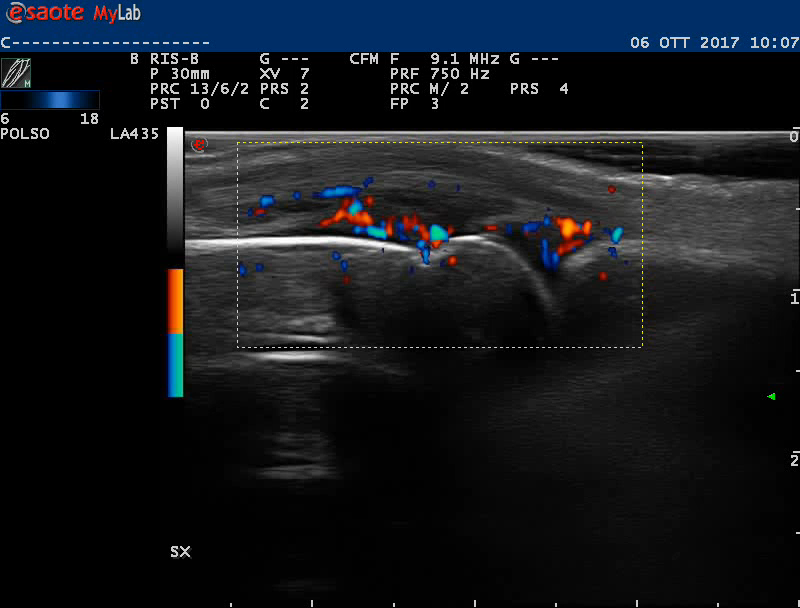 esaote MyLab
C--------------------
06 OTT 2017 10:07
B RIS-B G --- CFM F 9.1 MHz G ---
P 30mm XV 7 PRF 750 Hz
PRC 13/6/2 PRS 2 PRC M/ 2 PRS 4
PST 0 C 2 FP 3
M
6 18
POLSO LA435
e
0
1
2
SX